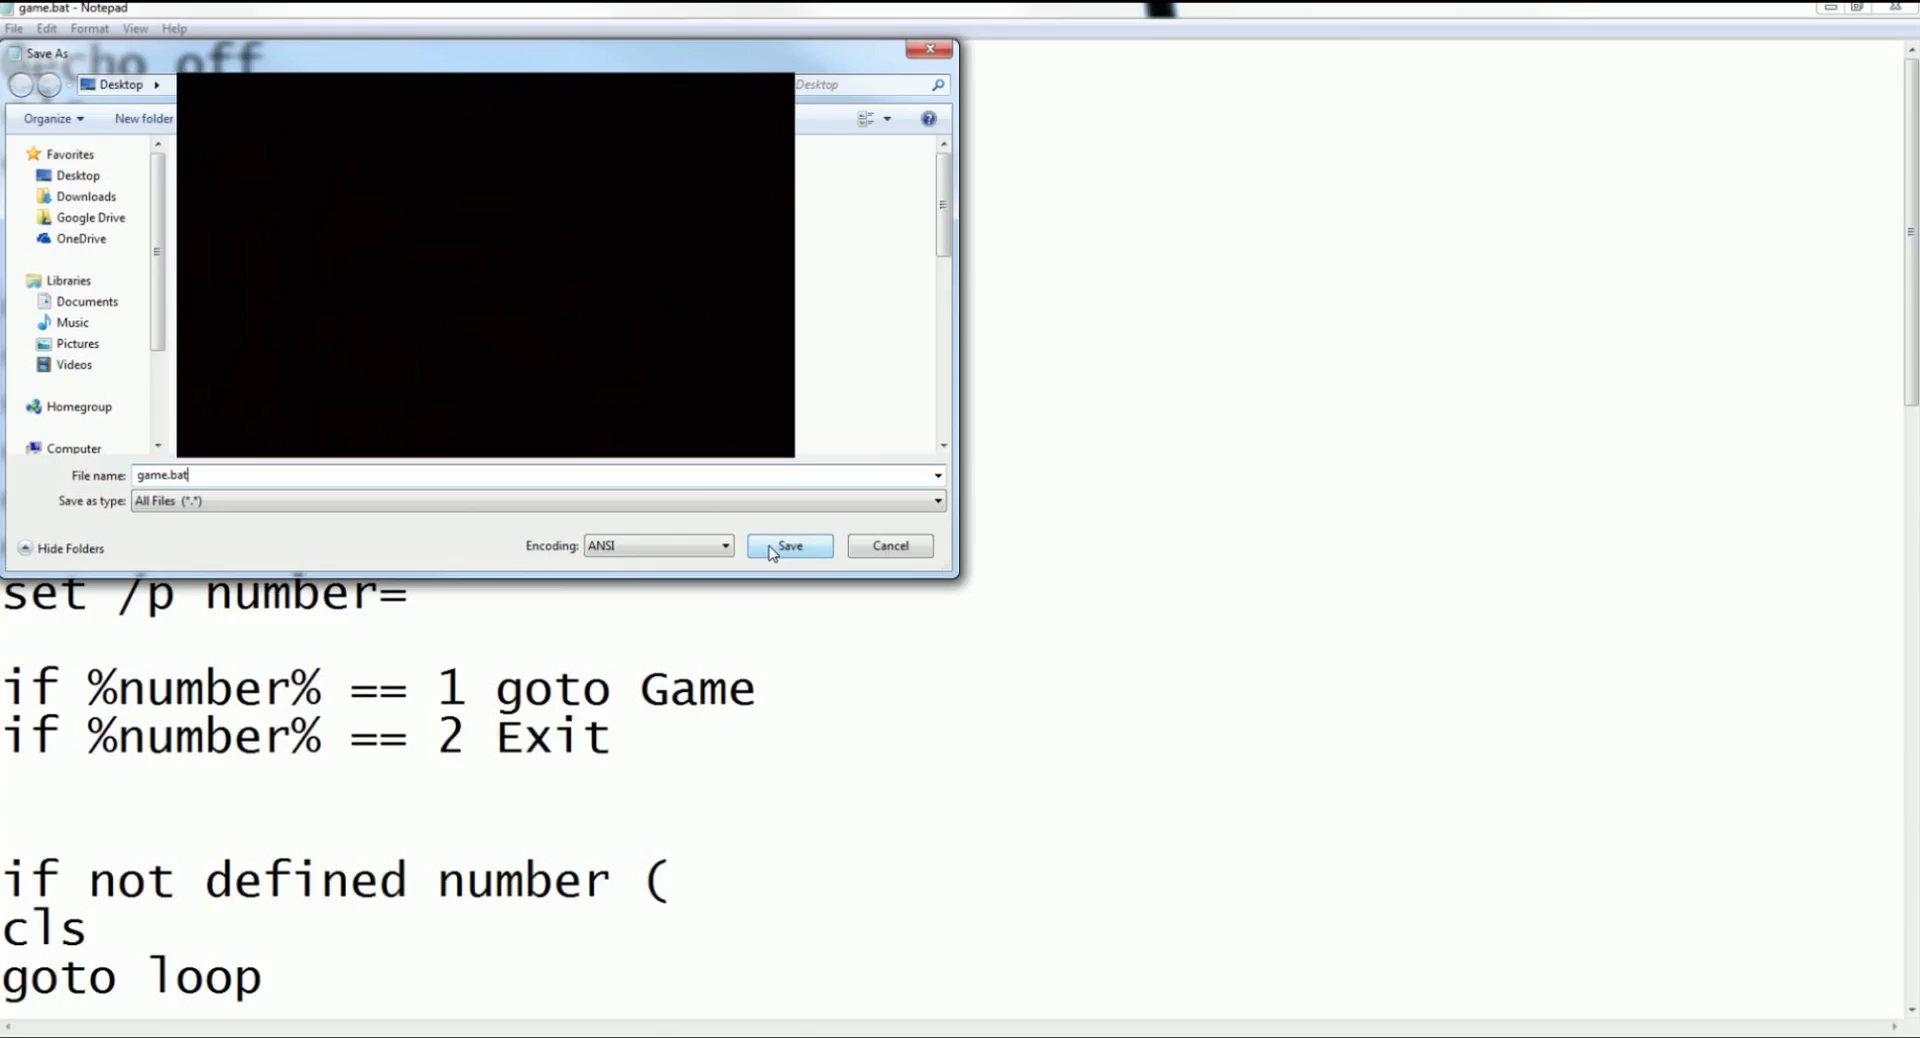 game.bat - Notepad
File Edit Format View Help
echo off
Save As
Desktop
Desktop
Organize
New folder
Favorites
Desktop
Downloads
Google Drive
OneDrive
Libraries
Documents
Music
Pictures
Videos
Homegroup
Computer
File name: game.bat
Save as type: All Files (*.*)
Hide Folders
Encoding: ANSI
Save
Cancel
set /p number=
if %number% == 1 goto Game
if %number% == 2 Exit
if not defined number (
cls
goto loop